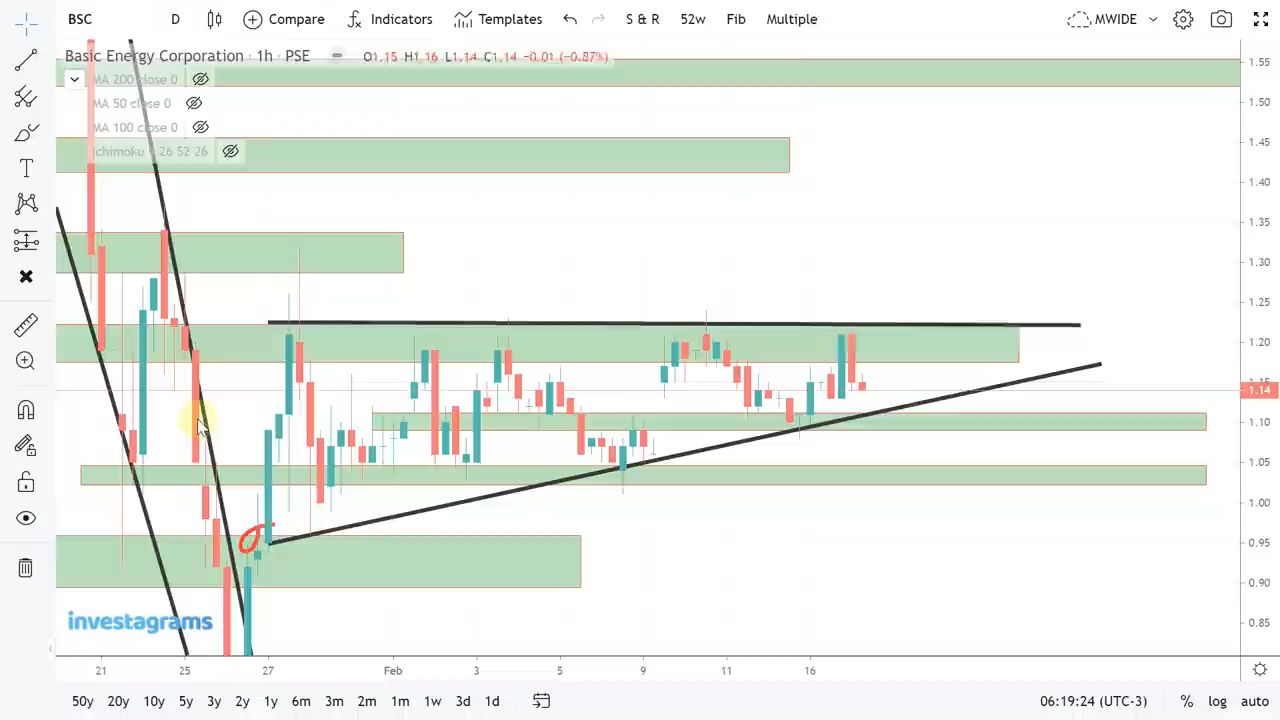 BSC D Compare Indicators Templates S & R 52w Fib Multiple MWIDE
Basic Energy Corporation · 1h · PSE O1.15 H1.16 L1.14 C1.14 −0.01 (−0.87%)
MA 200 close 0
MA 50 close 0
MA 100 close 0
Ichimoku 9 26 52 26
1.55
1.50
1.45
1.40
1.35
1.30
1.25
1.20
1.15
1.14
1.10
1.05
1.00
0.95
0.90
0.85
investagrams
21 25 27 Feb 3 5 9 11 16
50y 20y 10y 5y 3y 2y 1y 6m 3m 2m 1m 1w 3d 1d 06:19:24 (UTC-3) % log auto